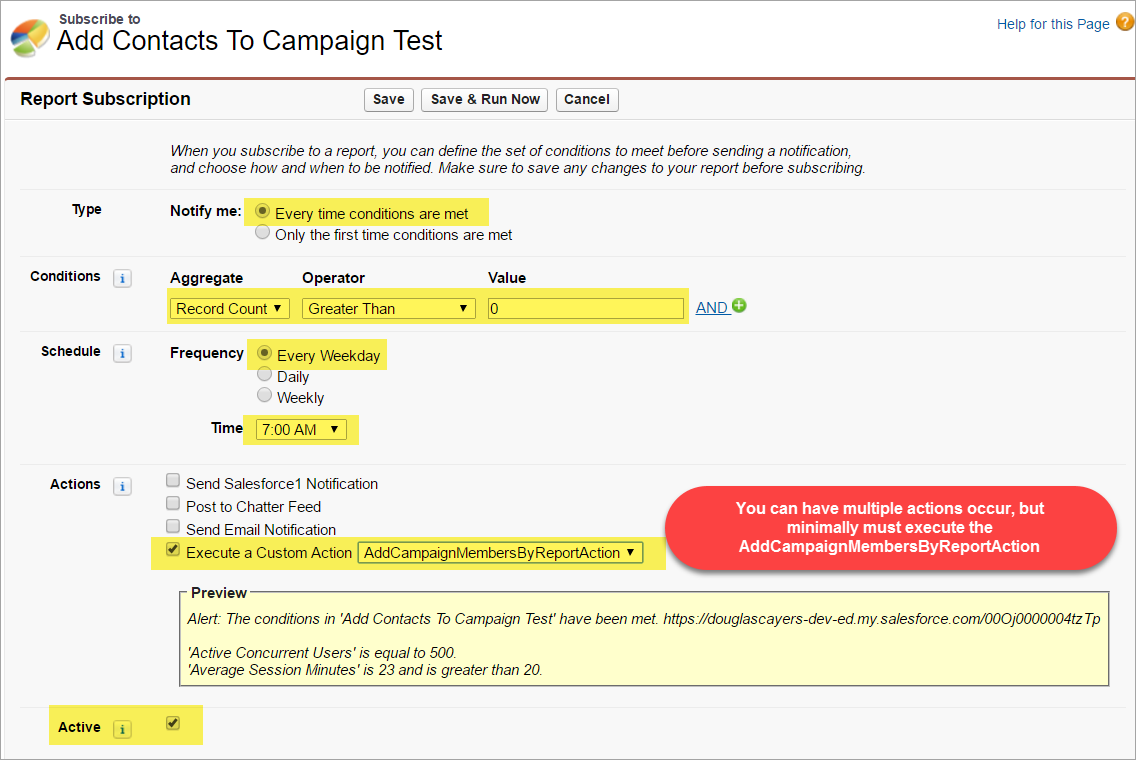 Subscribe to
Add Contacts To Campaign Test
Help for this Page ?
Report Subscription
Save
Save & Run Now
Cancel
When you subscribe to a report, you can define the set of conditions to meet before sending a notification,
and choose how and when to be notified. Make sure to save any changes to your report before subscribing.
Type
Notify me:
Every time conditions are met
Only the first time conditions are met
Conditions
i
Aggregate
Operator
Value
Record Count
Greater Than
0
AND
Schedule
i
Frequency
Every Weekday
Daily
Weekly
Time
7:00 AM
Actions
i
Send Salesforce1 Notification
Post to Chatter Feed
Send Email Notification
Execute a Custom Action
AddCampaignMembersByReportAction
You can have multiple actions occur, but
minimally must execute the
AddCampaignMembersByReportAction
Preview
Alert: The conditions in 'Add Contacts To Campaign Test' have been met. https://douglascayers-dev-ed.my.salesforce.com/00Oj0000004tzTp
'Active Concurrent Users' is equal to 500.
'Average Session Minutes' is 23 and is greater than 20.
Active
i